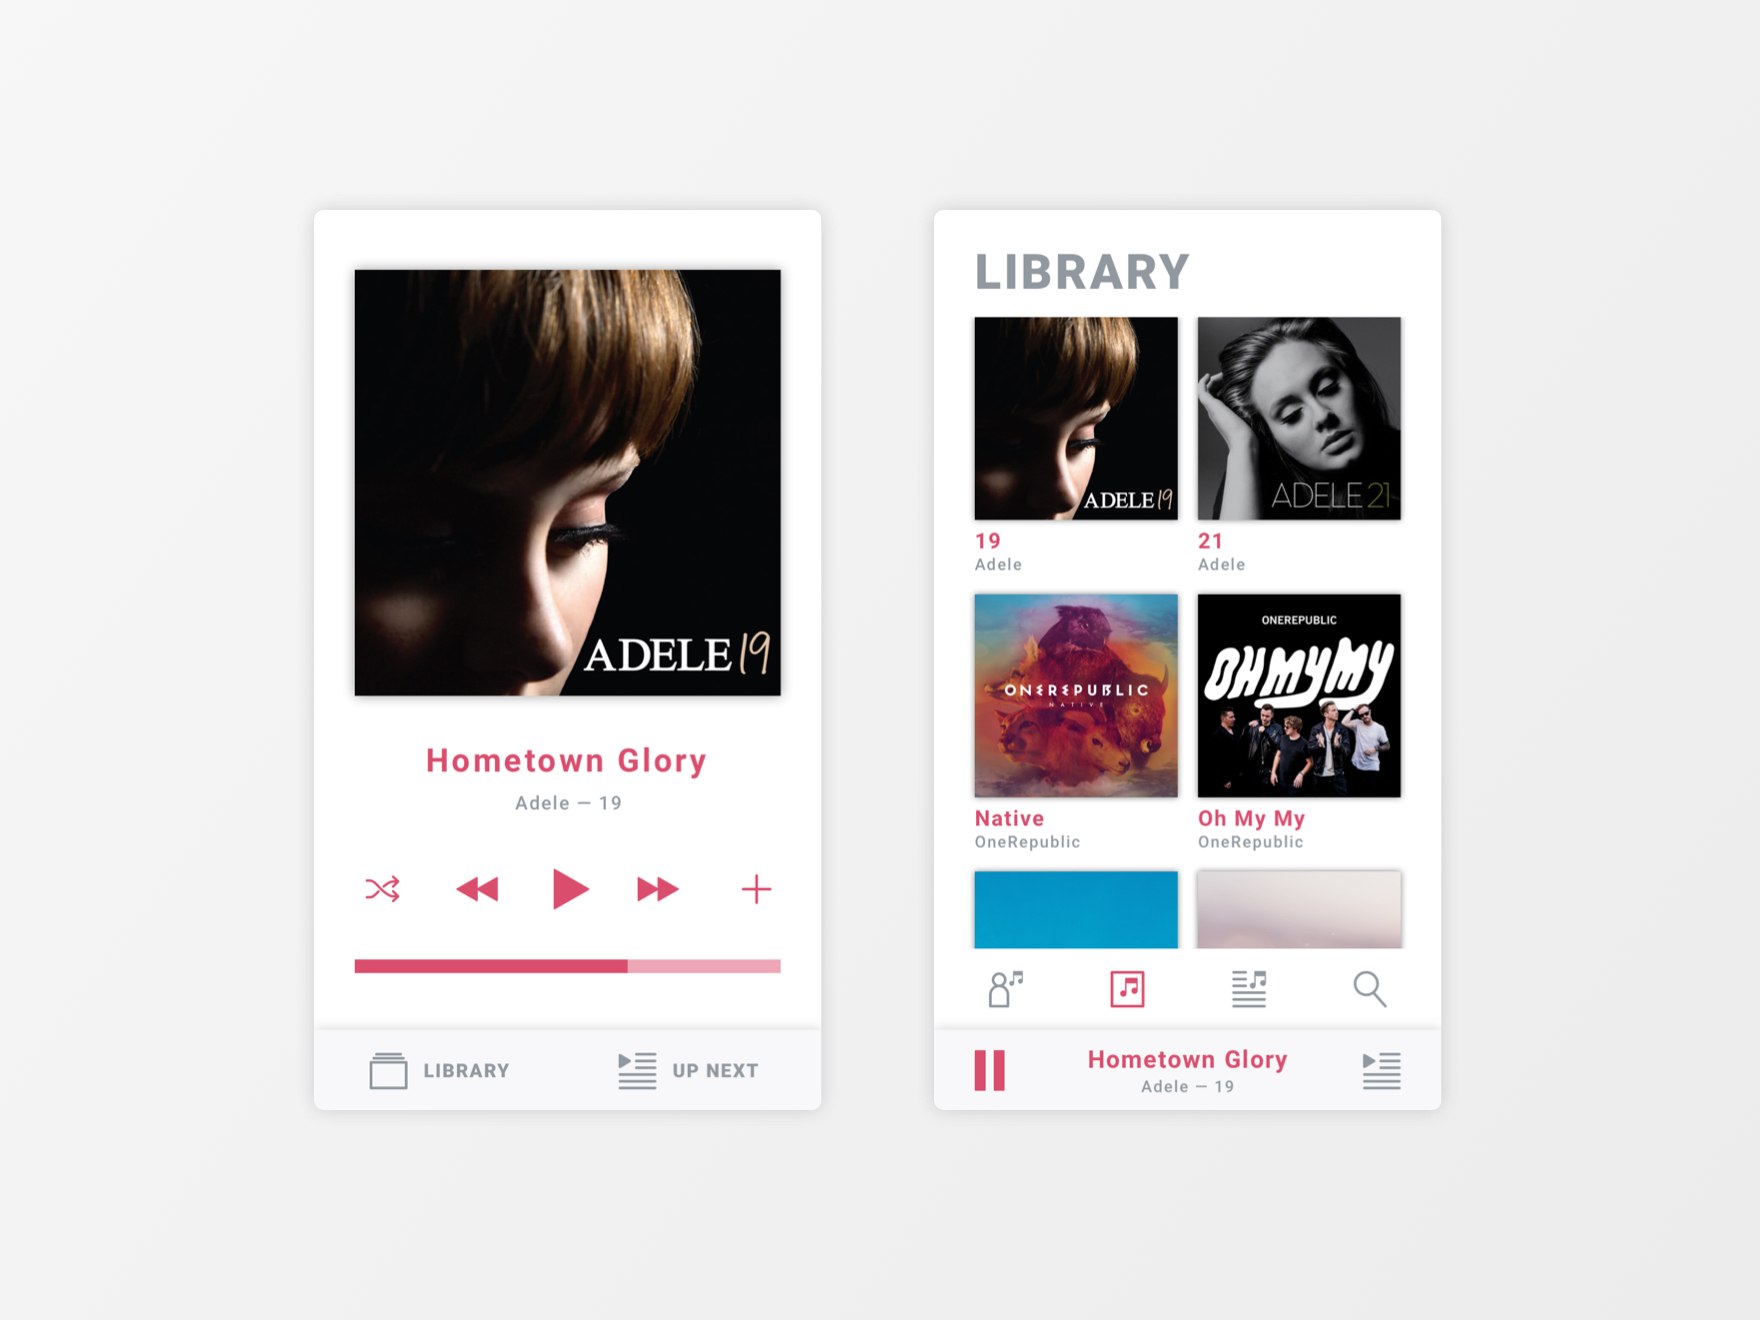 ADELE 19
Hometown Glory
Adele — 19
LIBRARY
UP NEXT
LIBRARY
ADELE 19
ADELE 21
19
21
Adele
Adele
ONEREPUBLIC
NATIVE
ONEREPUBLIC
OH MY MY
Native
Oh My My
OneRepublic
OneRepublic
Hometown Glory
Adele — 19